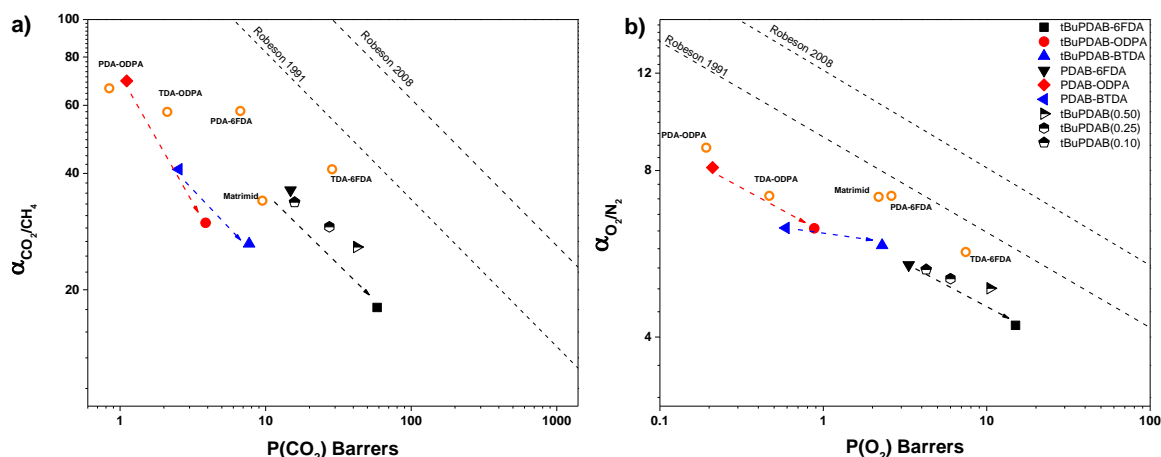 a)
100
80
60
40
20
α CO₂/CH₄
1
10
100
1000
P(CO₂) Barrers
Robeson 1991
Robeson 2008
PDA-ODPA
TDA-ODPA
PDA-6FDA
TDA-6FDA
Matrimid
b)
12
8
4
α O₂/N₂
0.1
1
10
100
P(O₂) Barrers
Robeson 2008
Robeson 1991
PDA-ODPA
TDA-ODPA
Matrimid
PDA-6FDA
TDA-6FDA
tBuPDAB-6FDA
tBuPDAB-ODPA
tBuPDAB-BTDA
PDAB-6FDA
PDAB-ODPA
PDAB-BTDA
tBuPDAB(0.50)
tBuPDAB(0.25)
tBuPDAB(0.10)